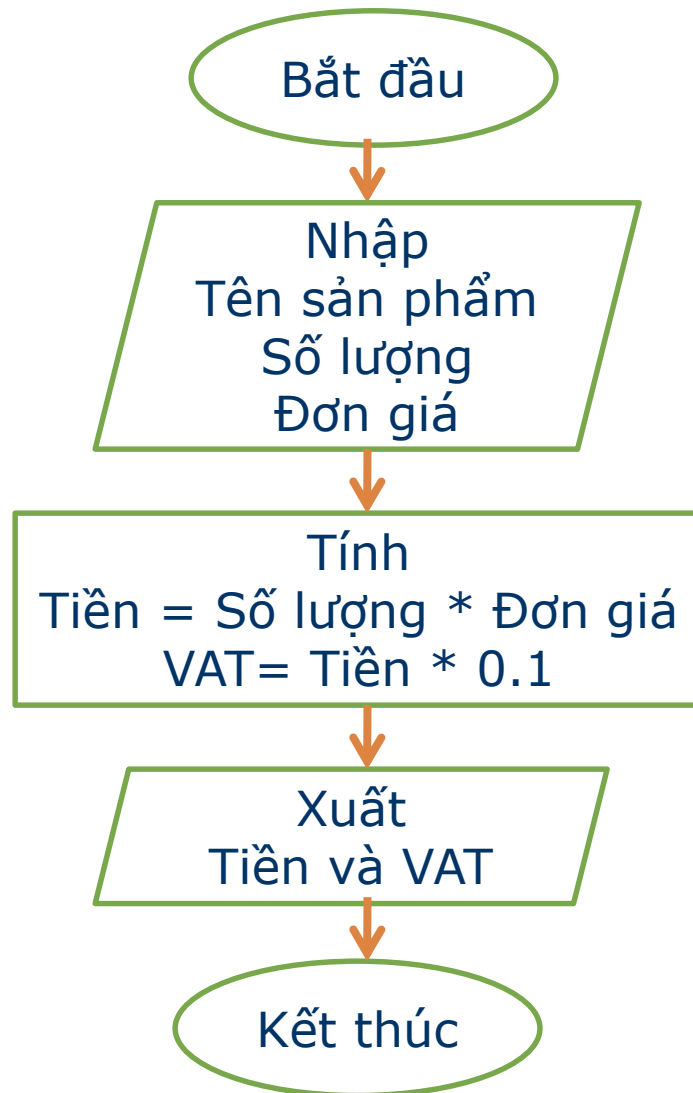 Bắt đầu
Nhập
Tên sản phẩm
Số lượng
Đơn giá
Tính
Tiền = Số lượng * Đơn giá
VAT= Tiền * 0.1
Xuất
Tiền và VAT
Kết thúc